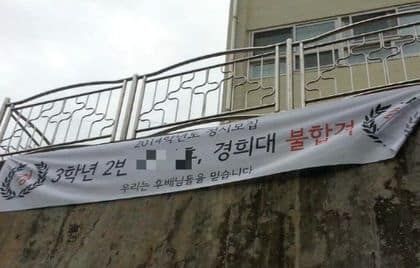 2014학년도 정시모집
3학년 2반 , 경희대 불합격
우리는 후배님들을 믿습니다